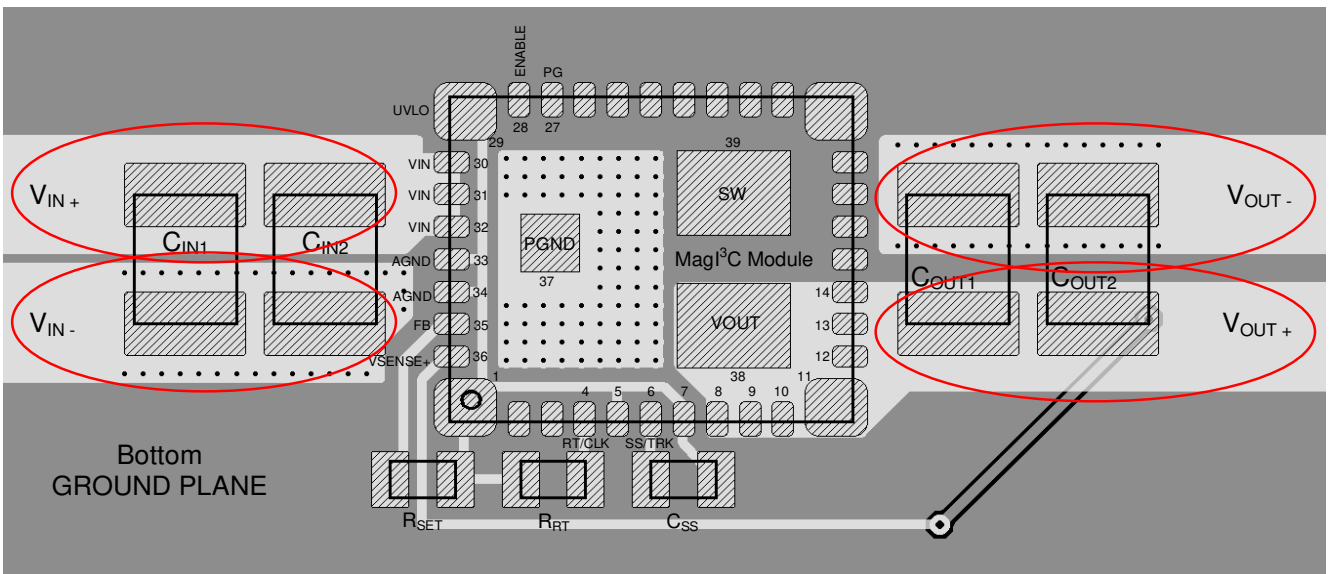 ENABLE
PG
UVLO
28
27
29
39
VIN
30
VIN
31
VIN
32
AGND
33
AGND
34
FB
35
VSENSE+
36
VIN +
CIN1
CIN2
VIN -
PGND
37
SW
MagI³C Module
VOUT
38
14
13
12
11
1
4
5
6
7
8
9
10
RT/CLK
SS/TRK
VOUT -
COUT1
COUT2
VOUT +
Bottom
GROUND PLANE
RSET
RRT
CSS